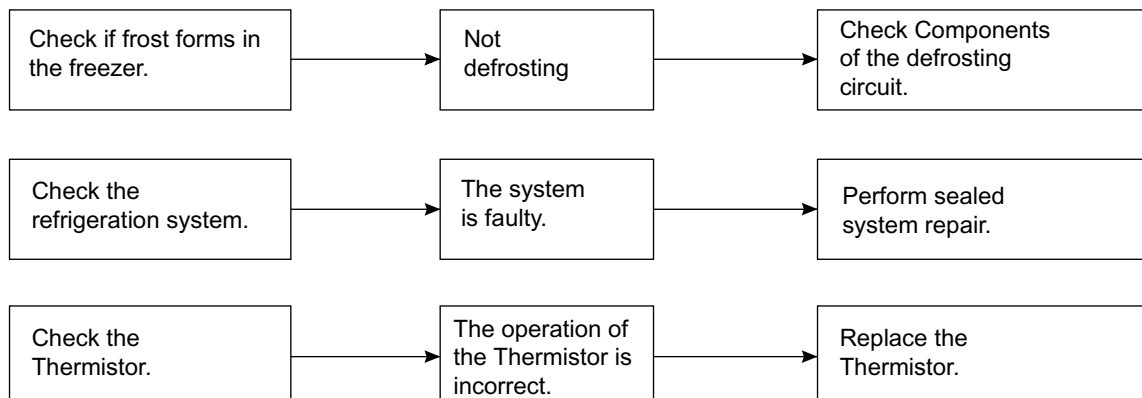 Check if frost forms in
the freezer.
Not
defrosting
Check Components
of the defrosting
circuit.
Check the
refrigeration system.
The system
is faulty.
Perform sealed
system repair.
Check the
Thermistor.
The operation of
the Thermistor is
incorrect.
Replace the
Thermistor.